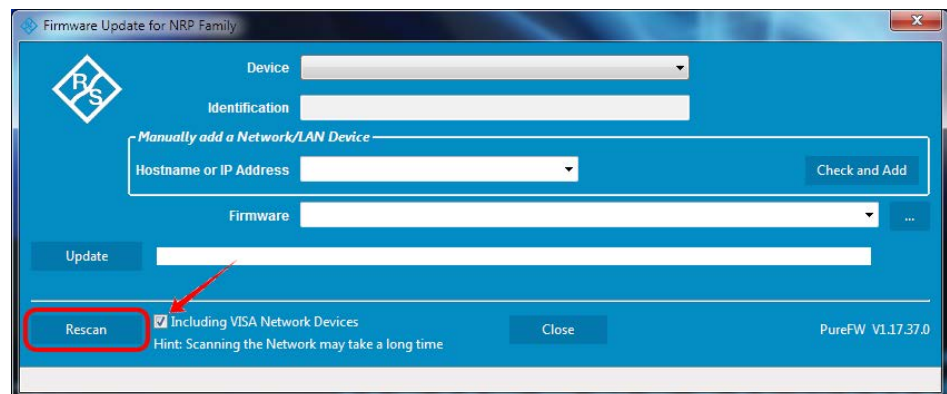 Firmware Update for NRP Family
R&S
Device
Identification
Manually add a Network/LAN Device
Hostname or IP Address
Check and Add
Firmware
...
Update
Rescan
Including VISA Network Devices
Hint: Scanning the Network may take a long time
Close
PureFW V1.17.37.0